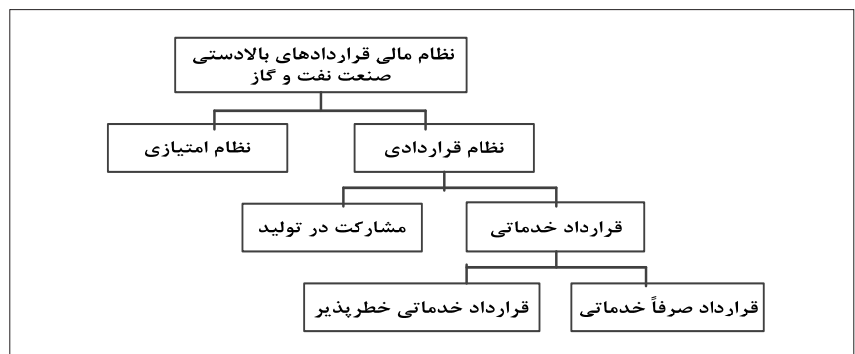 نظام مالی قراردادهای بالادستی
صنعت نفت و گاز
نظام قراردادی
نظام امتیازی
قرارداد خدماتی
مشارکت در تولید
قرارداد صرفاً خدماتی
قرارداد خدماتی خطرپذیر